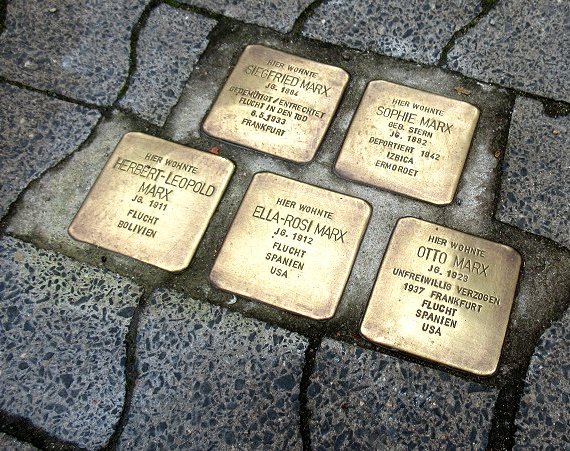 HIER WOHNTE
SIEGFRIED MARX
JG. 1884
GEDEMÜTIGT/ENTRECHTET
FLUCHT IN DEN TOD
6.5.1933
FRANKFURT
HIER WOHNTE
SOPHIE MARX
GEB. STERN
JG. 1882
DEPORTIERT 1942
IZBICA
ERMORDET
HIER WOHNTE
HERBERT-LEOPOLD
MARX
JG. 1911
FLUCHT
BOLIVIEN
HIER WOHNTE
ELLA-ROSI MARX
JG. 1912
FLUCHT
SPANIEN
USA
HIER WOHNTE
OTTO MARX
JG. 1923
UNFREIWILLIG VERZOGEN
1937 FRANKFURT
FLUCHT
SPANIEN
USA